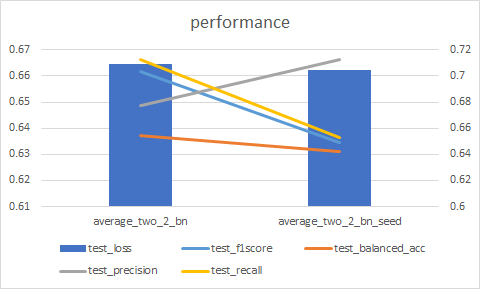 performance
0.67 0.72
0.66 0.7
0.65 0.68
0.64 0.66
0.63 0.64
0.62 0.62
0.61 0.6
average_two_2_bn average_two_2_bn_seed
test_loss test_f1score test_balanced_acc
test_precision test_recall